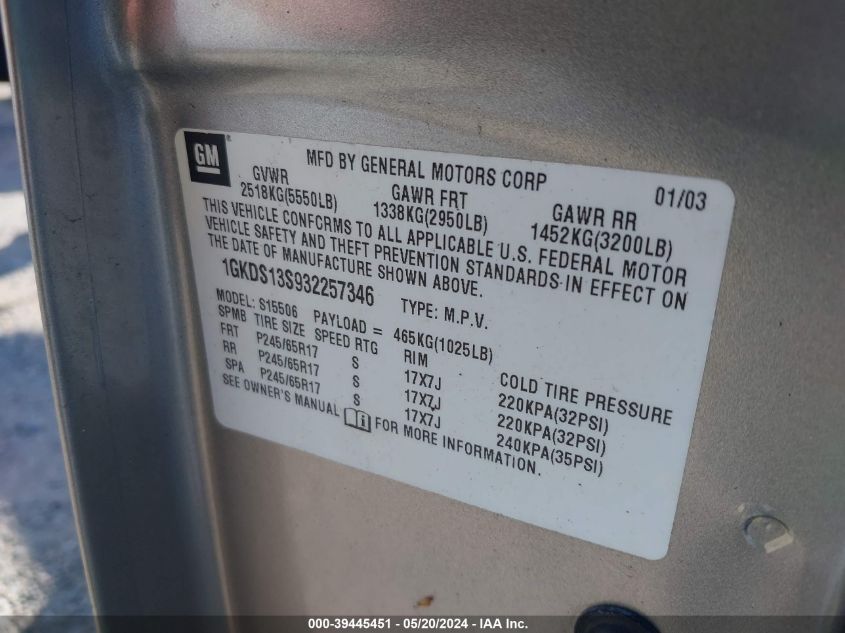 GM
MFD BY GENERAL MOTORS CORP 01/03
GVWR GAWR FRT GAWR RR
2518KG(5550LB) 1338KG(2950LB) 1452KG(3200LB)
THIS VEHICLE CONFORMS TO ALL APPLICABLE U.S. FEDERAL MOTOR
VEHICLE SAFETY AND THEFT PREVENTION STANDARDS IN EFFECT ON
THE DATE OF MANUFACTURE SHOWN ABOVE.
1GKDS13S932257346 TYPE: M.P.V.
MODEL: S15506 PAYLOAD = 465KG(1025LB)
SPMB TIRE SIZE SPEED RTG RIM COLD TIRE PRESSURE
FRT P245/65R17 S 17X7J 220KPA(32PSI)
RR P245/65R17 S 17X7J 220KPA(32PSI)
SPA P245/65R17 S 17X7J 240KPA(35PSI)
SEE OWNER'S MANUAL FOR MORE INFORMATION.
000-39445451 - 05/20/2024 - IAA Inc.